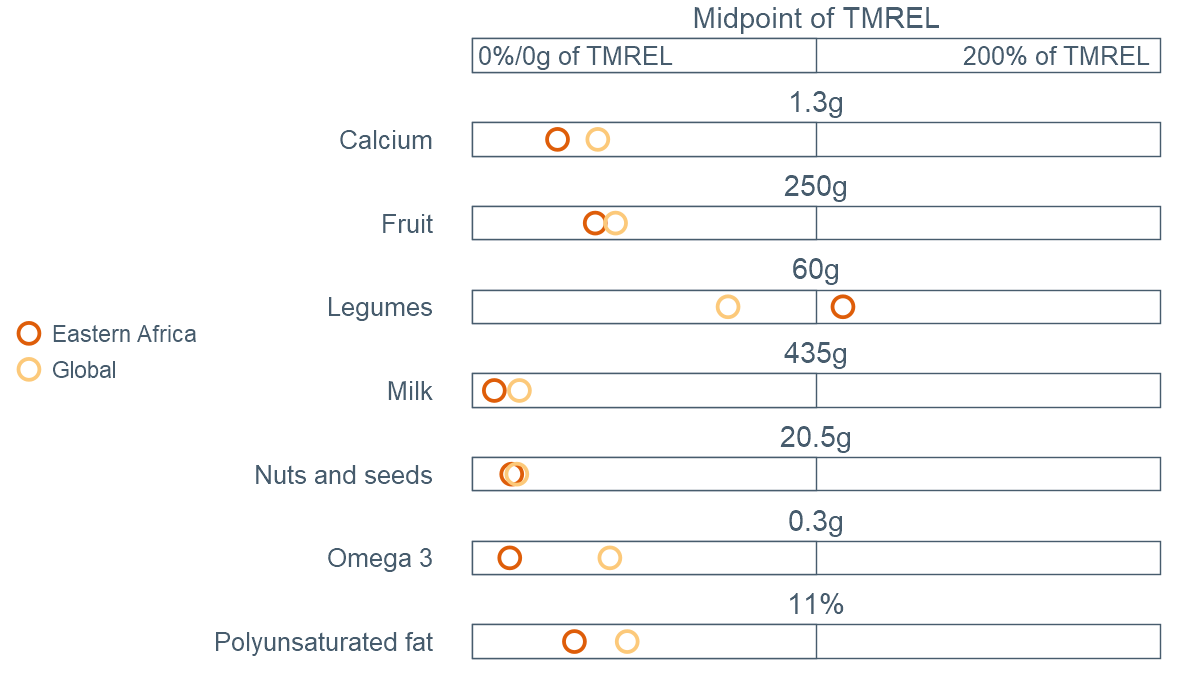 Midpoint of TMREL
0%/0g of TMREL
200% of TMREL
1.3g
Calcium
250g
Fruit
60g
Legumes
Eastern Africa
Global
435g
Milk
20.5g
Nuts and seeds
0.3g
Omega 3
11%
Polyunsaturated fat